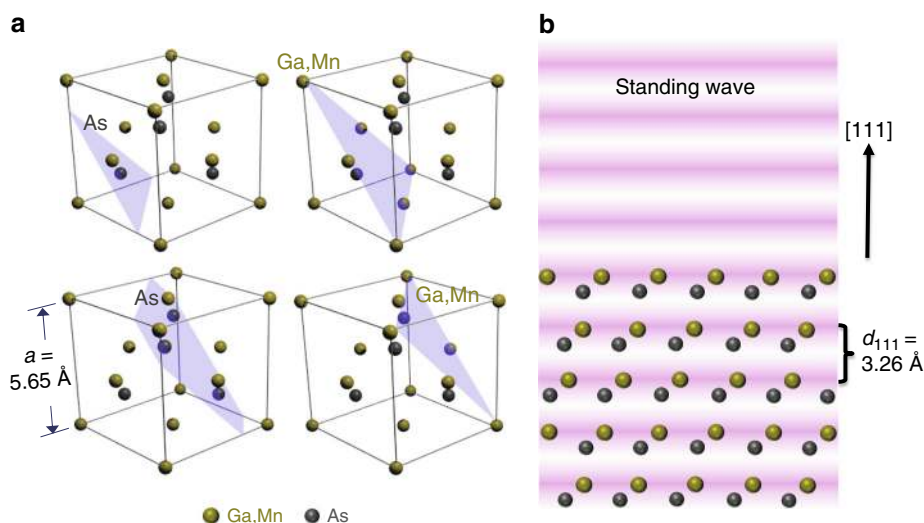 a
Ga,Mn
As
As
Ga,Mn
a =
5.65 Å
Ga,Mn As
b
Standing wave
[111]
d111 =
3.26 Å